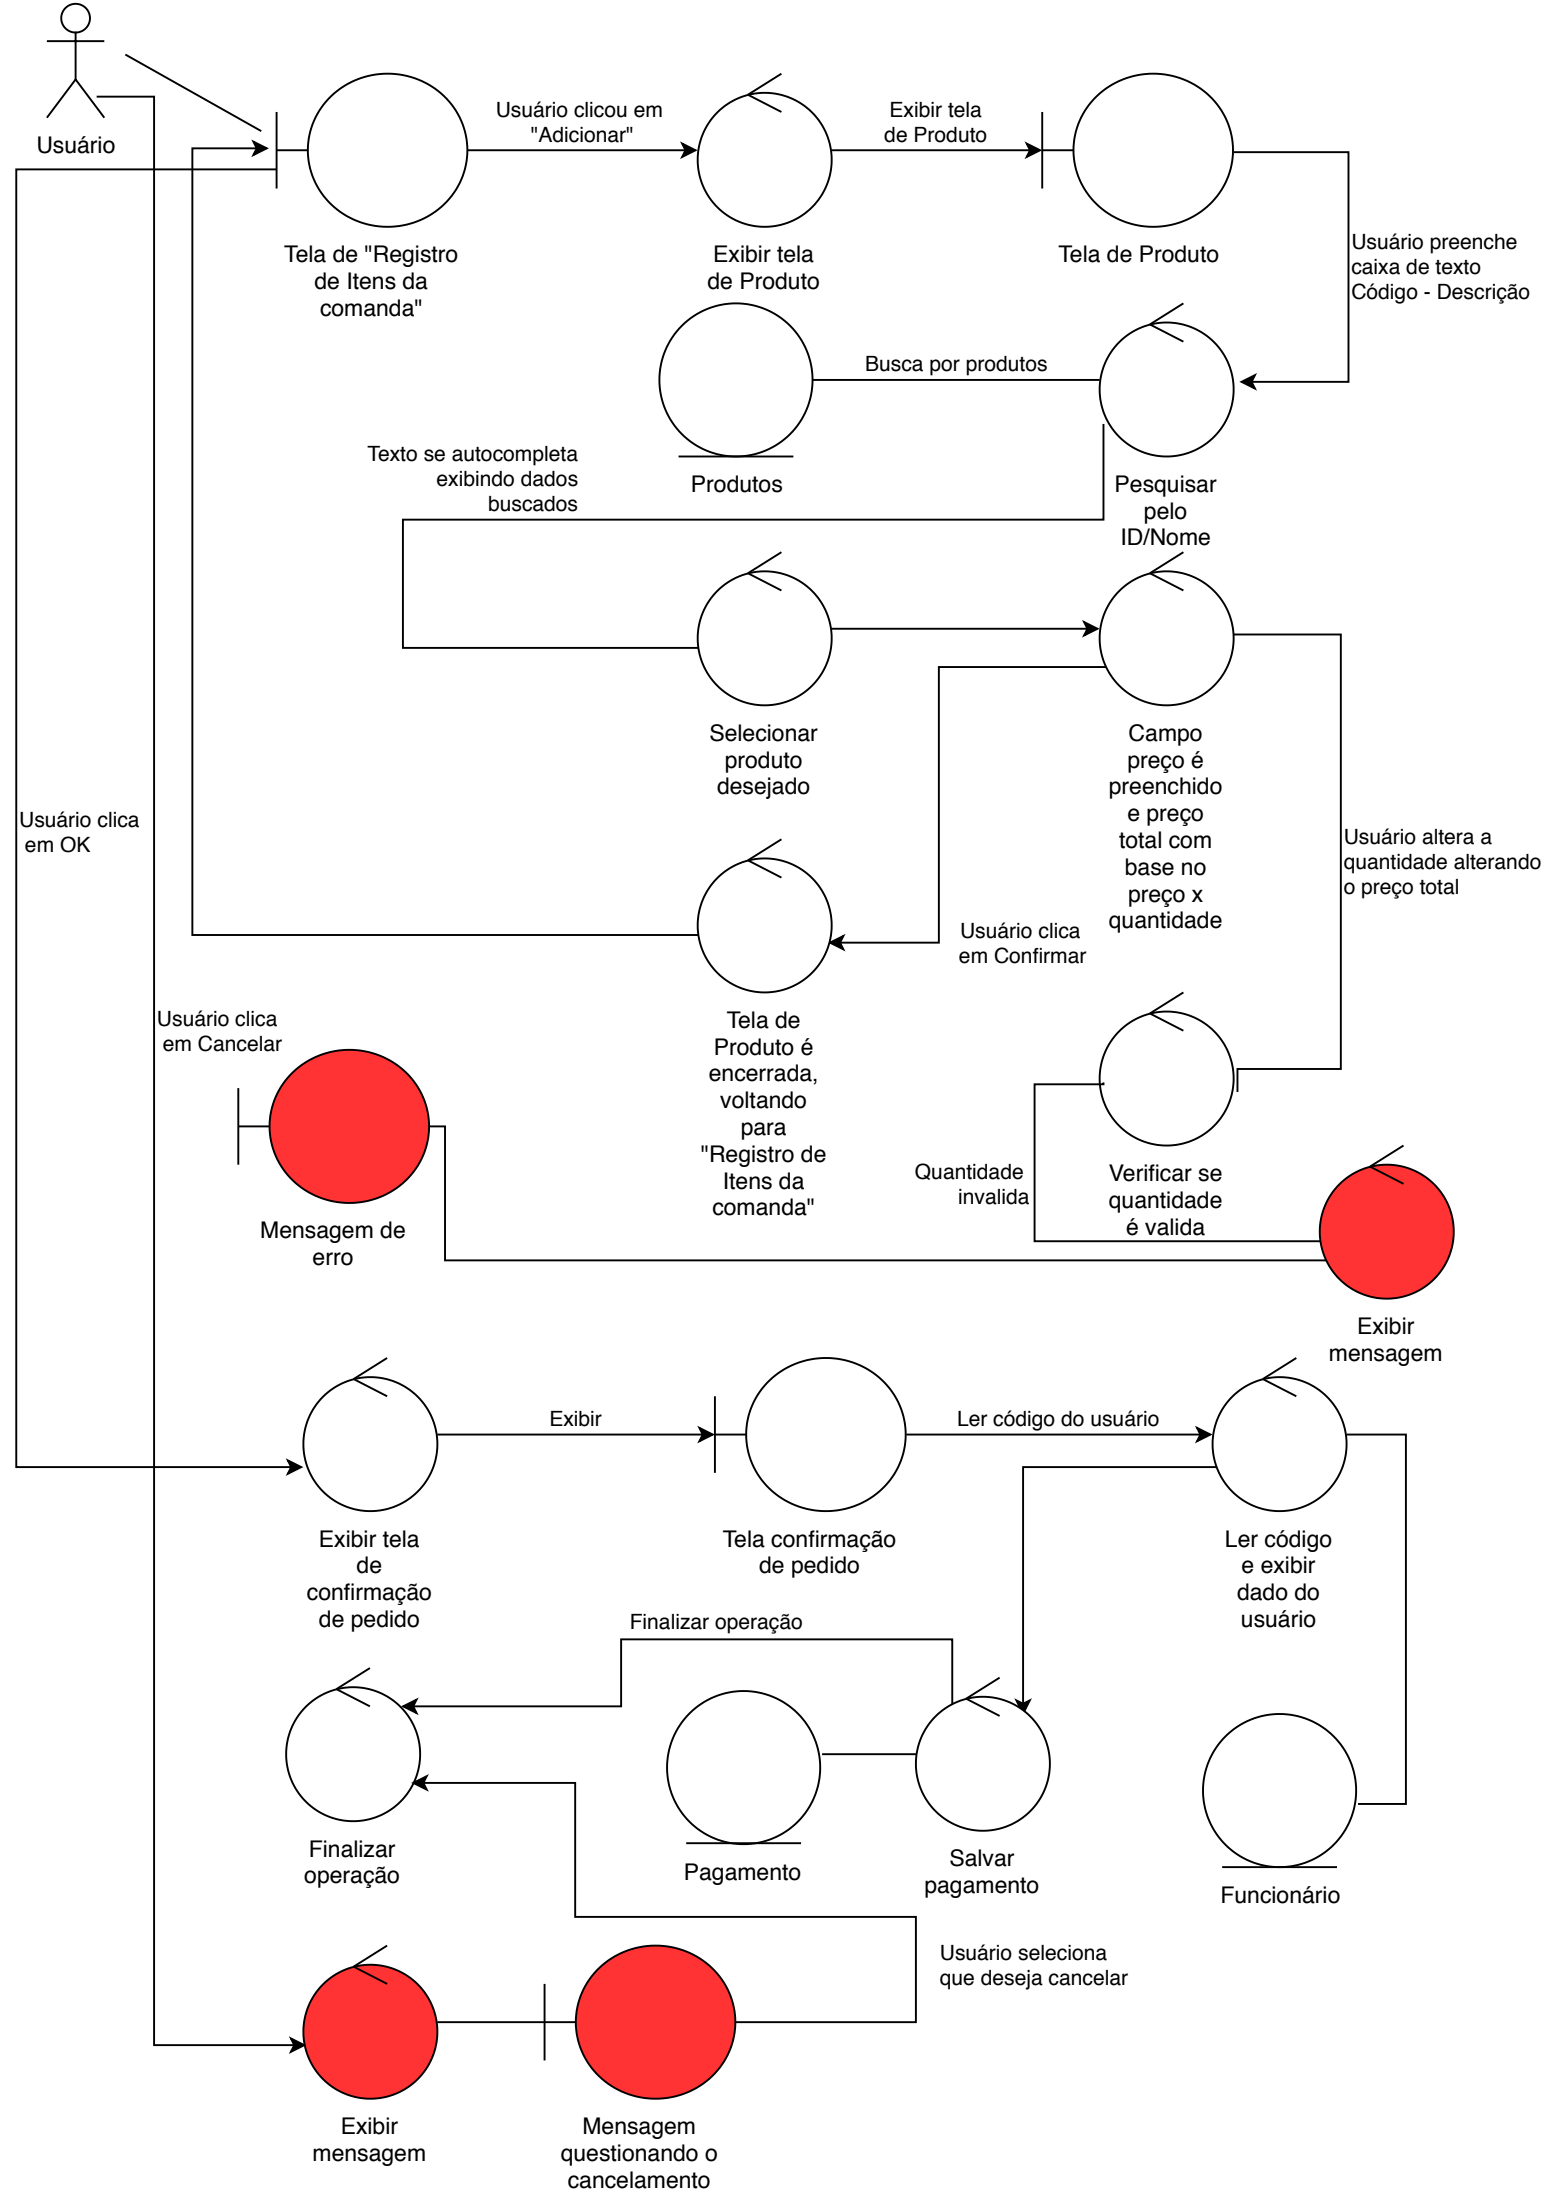 Usuário
Usuário clicou em
"Adicionar"
Exibir tela
de Produto
Tela de "Registro
de Itens da
comanda"
Exibir tela
de Produto
Tela de Produto
Usuário preenche
caixa de texto
Código - Descrição
Busca por produtos
Texto se autocompleta
exibindo dados
buscados
Produtos
Pesquisar
pelo
ID/Nome
Selecionar
produto
desejado
Campo
preço é
preenchido
e preço
total com
base no
preço x
quantidade
Usuário clica
em OK
Usuário altera a
quantidade alterando
o preço total
Usuário clica
em Confirmar
Usuário clica
em Cancelar
Tela de
Produto é
encerrada,
voltando
para
"Registro de
Itens da
comanda"
Mensagem de
erro
Quantidade
invalida
Verificar se
quantidade
é valida
Exibir
mensagem
Exibir
Ler código do usuário
Exibir tela
de
confirmação
de pedido
Tela confirmação
de pedido
Ler código
e exibir
dado do
usuário
Finalizar operação
Finalizar
operação
Pagamento
Salvar
pagamento
Funcionário
Usuário seleciona
que deseja cancelar
Exibir
mensagem
Mensagem
questionando o
cancelamento